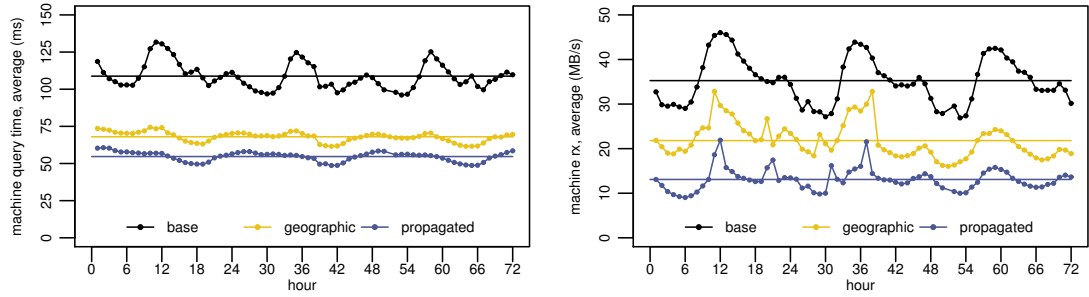 machine query time, average (ms)
150
125
100
75
50
25
0
base
geographic
propagated
0 6 12 18 24 30 36 42 48 54 60 66 72
hour
machine rx, average (MB/s)
50
40
30
20
10
0
base
geographic
propagated
0 6 12 18 24 30 36 42 48 54 60 66 72
hour